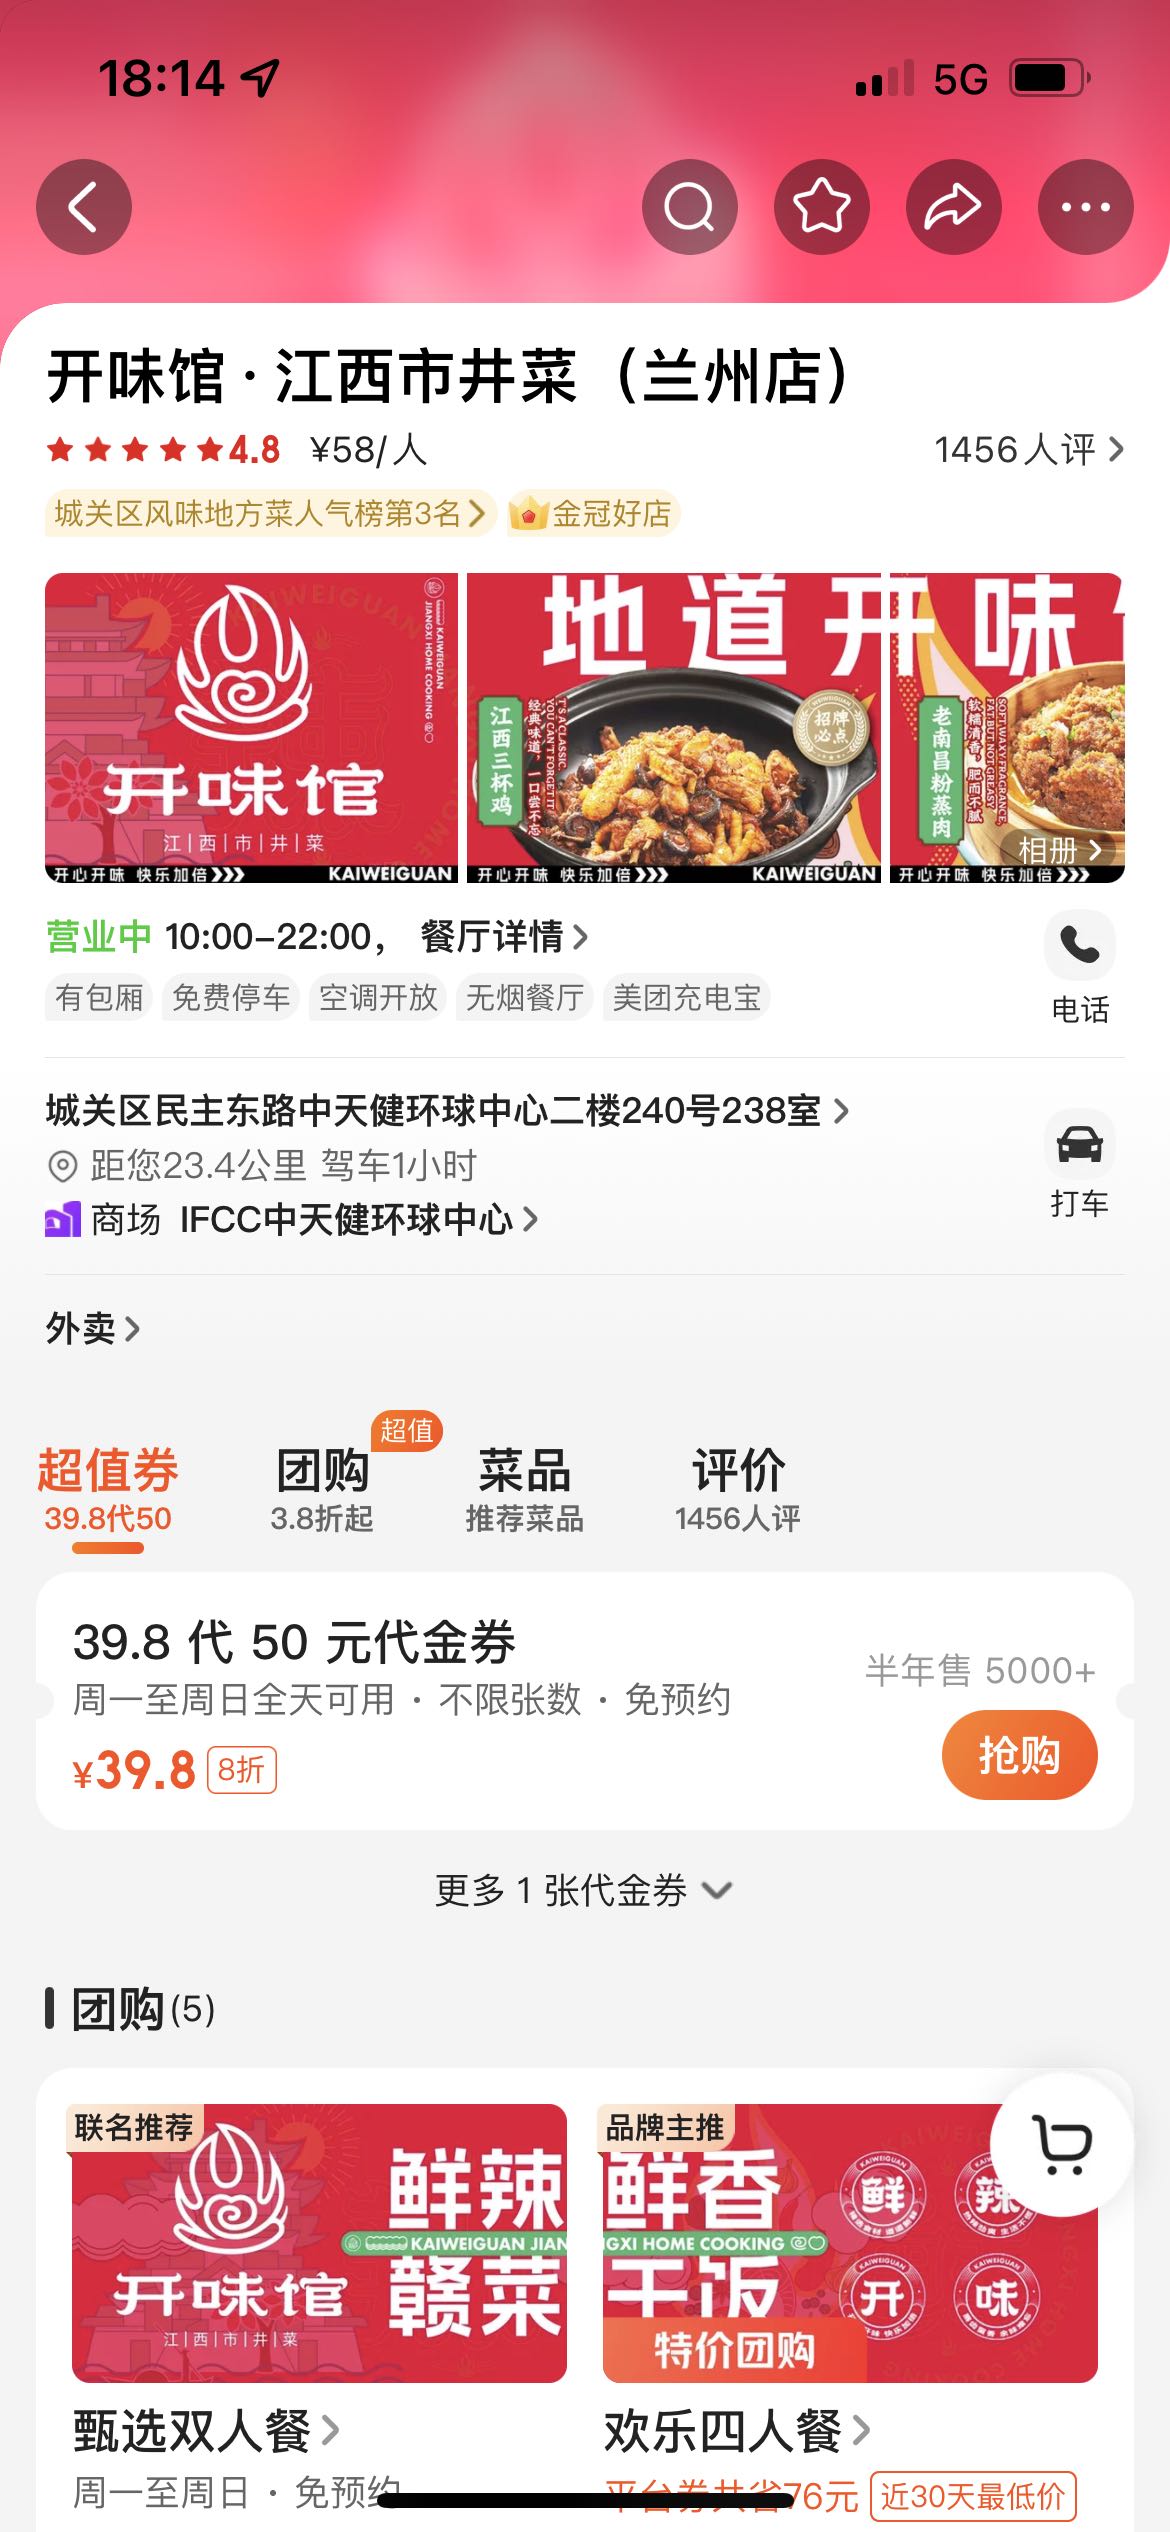 18:14
5G
开味馆·江西市井菜（兰州店）
4.8 ¥58/人 1456人评
城关区风味地方菜人气榜第3名 金冠好店
KAIWEIGUAN
JIANGXI HOME COOKING
开味馆
江|西|市|井|菜
开心开味 快乐加倍 KAIWEIGUAN
地道开味
江西三杯鸡
经典味道，一口尝不忘
IT'S A CLASSIC,
YOU CAN'T FORGET IT
招牌必点
开心开味 快乐加倍 KAIWEIGUAN
老南昌粉蒸肉
软糯清香，肥而不腻
SOFT, WAXY, FRAGRANCE,
FAT BUT NOT GREASY
相册
开心开味 快乐加倍
营业中 10:00-22:00， 餐厅详情
有包厢 免费停车 空调开放 无烟餐厅 美团充电宝
电话
城关区民主东路中天健环球中心二楼240号238室
距您23.4公里 驾车1小时
打车
商场 IFCC中天健环球中心
外卖
超值券 团购 超值 菜品 评价
39.8代50 3.8折起 推荐菜品 1456人评
39.8 代 50 元代金券
半年售 5000+
周一至周日全天可用 · 不限张数 · 免预约
¥39.8 8折
抢购
更多 1 张代金券
团购(5)
联名推荐
开味馆
江|西|市|井|菜
鲜辣
KAIWEIGUAN JIAN
赣菜
品牌主推
鲜香
GXI HOME COOKING
干饭
鲜 辣
开 味
特价团购
甄选双人餐
周一至周日 · 免预约
欢乐四人餐
平台券共省76元 近30天最低价